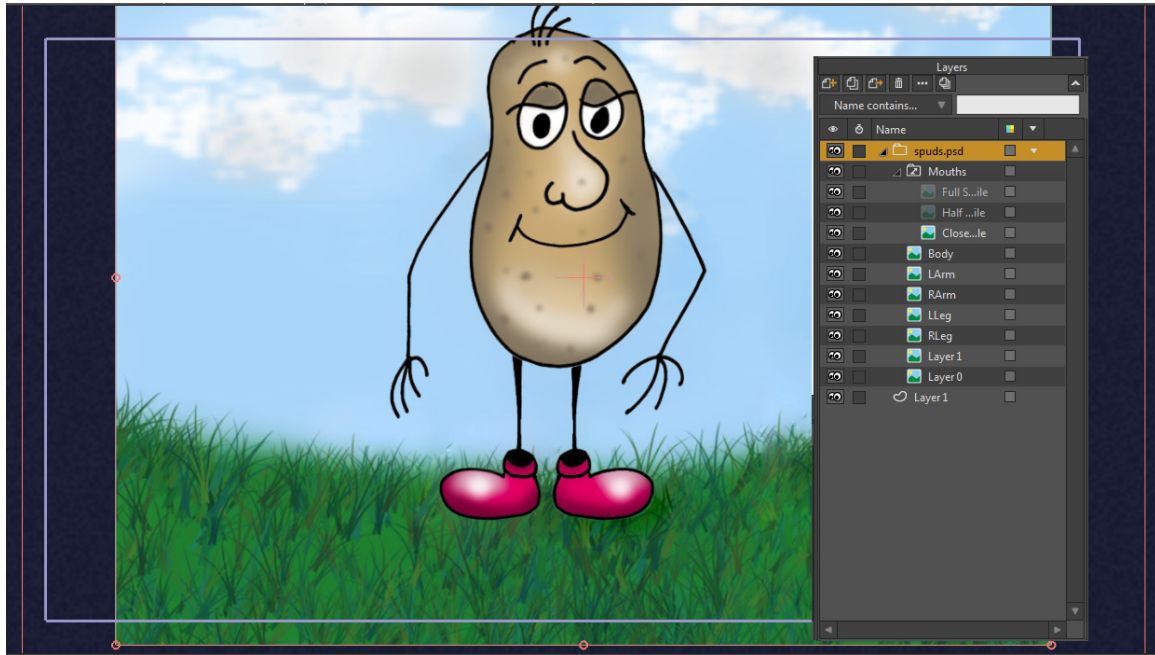 Layers
Name contains...
Name
spuds.psd
Mouths
Full S...ile
Half ...ile
Close...le
Body
LArm
RArm
LLeg
RLeg
Layer 1
Layer 0
Layer 1